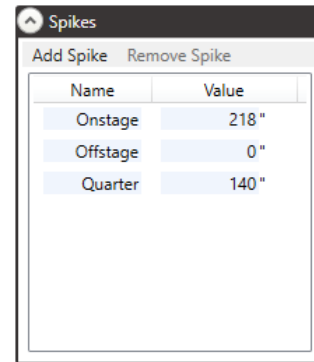 Spikes
Add Spike Remove Spike
Name Value
Onstage 218 "
Offstage 0 "
Quarter 140 "